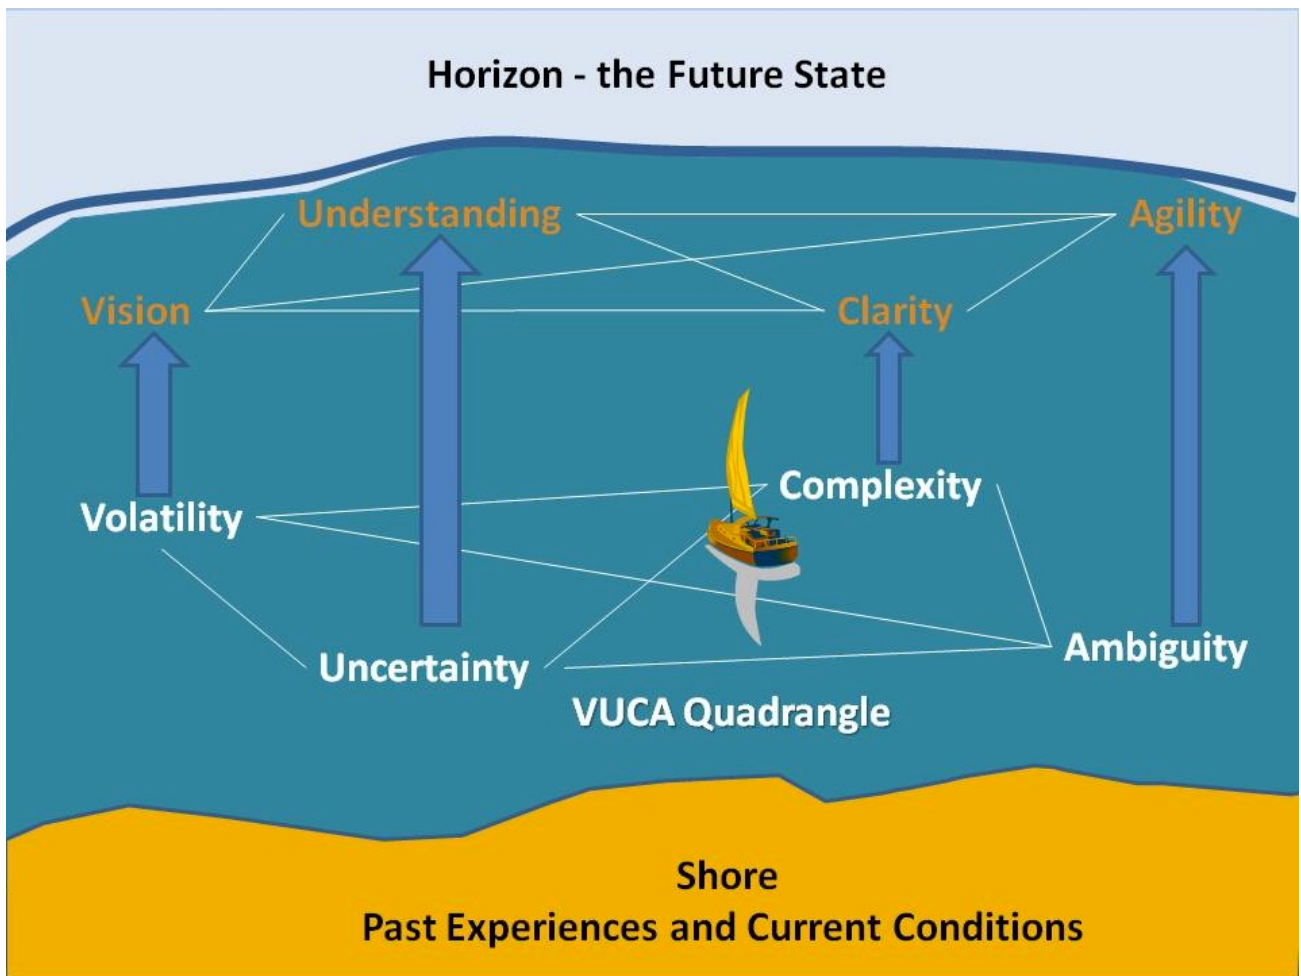 Horizon - the Future State
Understanding
Agility
Vision
Clarity
Complexity
Volatility
Ambiguity
Uncertainty
VUCA Quadrangle
Shore
Past Experiences and Current Conditions